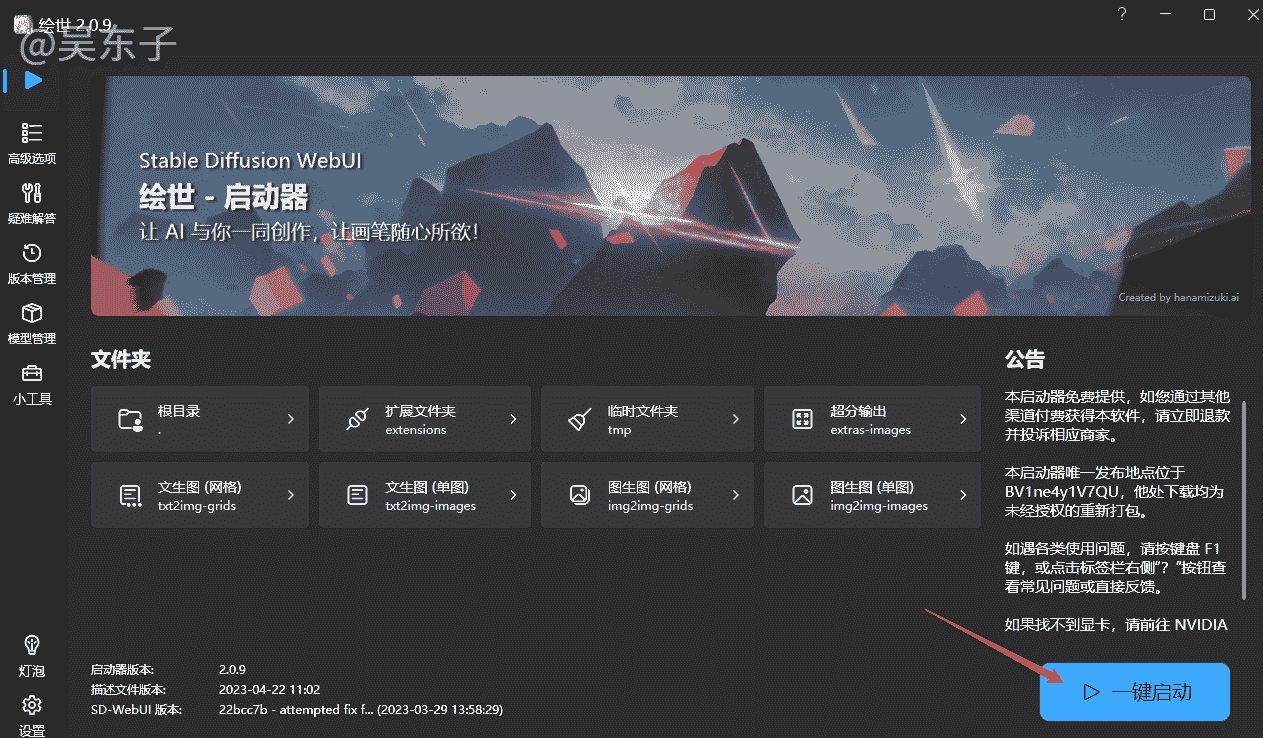 绘世 2.0.9
@吴东子
?
高级选项
疑难解答
版本管理
模型管理
小工具
灯泡
设置
Stable Diffusion WebUI
绘世 - 启动器
让 AI 与你一同创作，让画笔随心所欲！
Created by hanamizuki.ai
文件夹
根目录
.
扩展文件夹
extensions
临时文件夹
tmp
超分输出
extras-images
文生图 (网格)
txt2img-grids
文生图 (单图)
txt2img-images
图生图 (网格)
img2img-grids
图生图 (单图)
img2img-images
公告
本启动器免费提供，如您通过其他
渠道付费获得本软件，请立即退款
并投诉相应商家。
本启动器唯一发布地点位于
BV1ne4y1V7QU，他处下载均为
未经授权的重新打包。
如遇各类使用问题，请按键盘 F1
键，或点击标签栏右侧"？"按钮查
看常见问题或直接反馈。
如果找不到显卡，请前往 NVIDIA
启动器版本: 2.0.9
描述文件版本: 2023-04-22 11:02
SD-WebUI 版本: 22bcc7b - attempted fix f... (2023-03-29 13:58:29)
一键启动